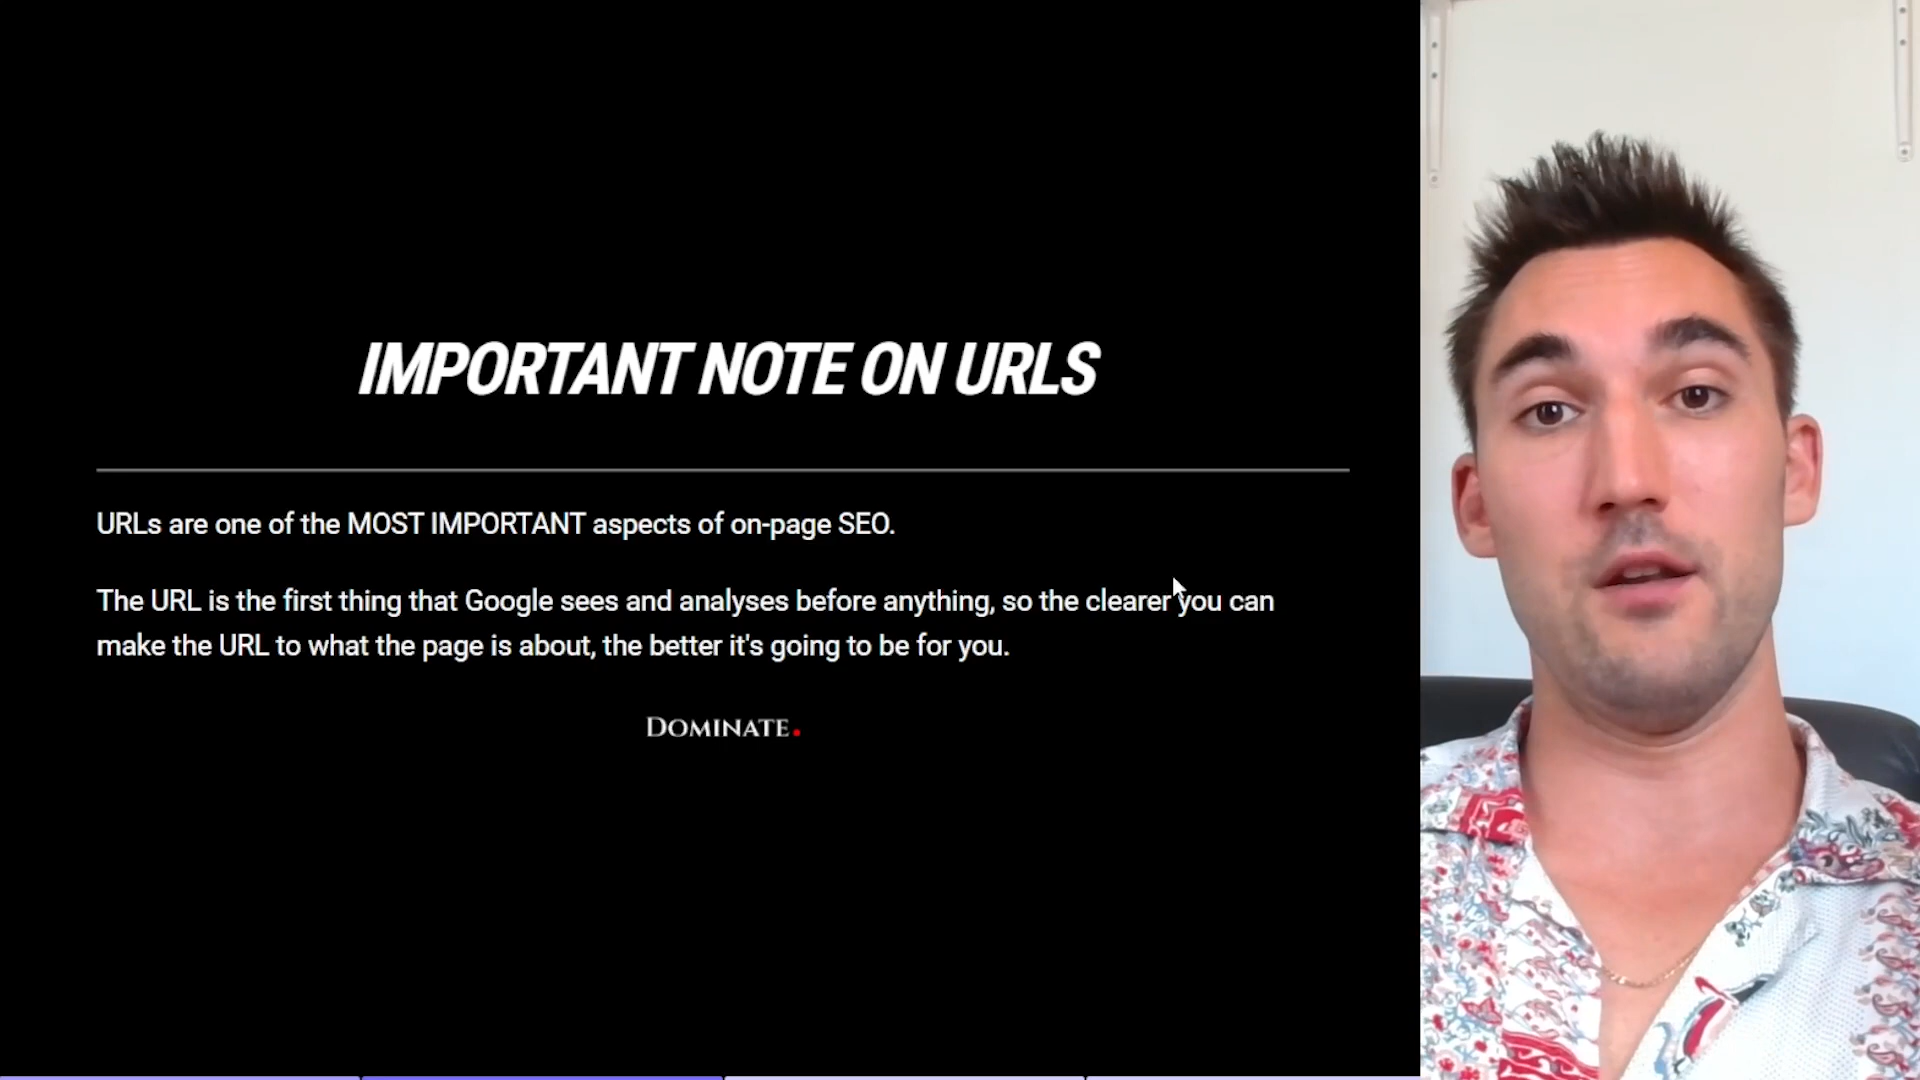 IMPORTANT NOTE ON URLS
URLs are one of the MOST IMPORTANT aspects of on-page SEO.
The URL is the first thing that Google sees and analyses before anything, so the clearer you can
make the URL to what the page is about, the better it's going to be for you.
DOMINATE.